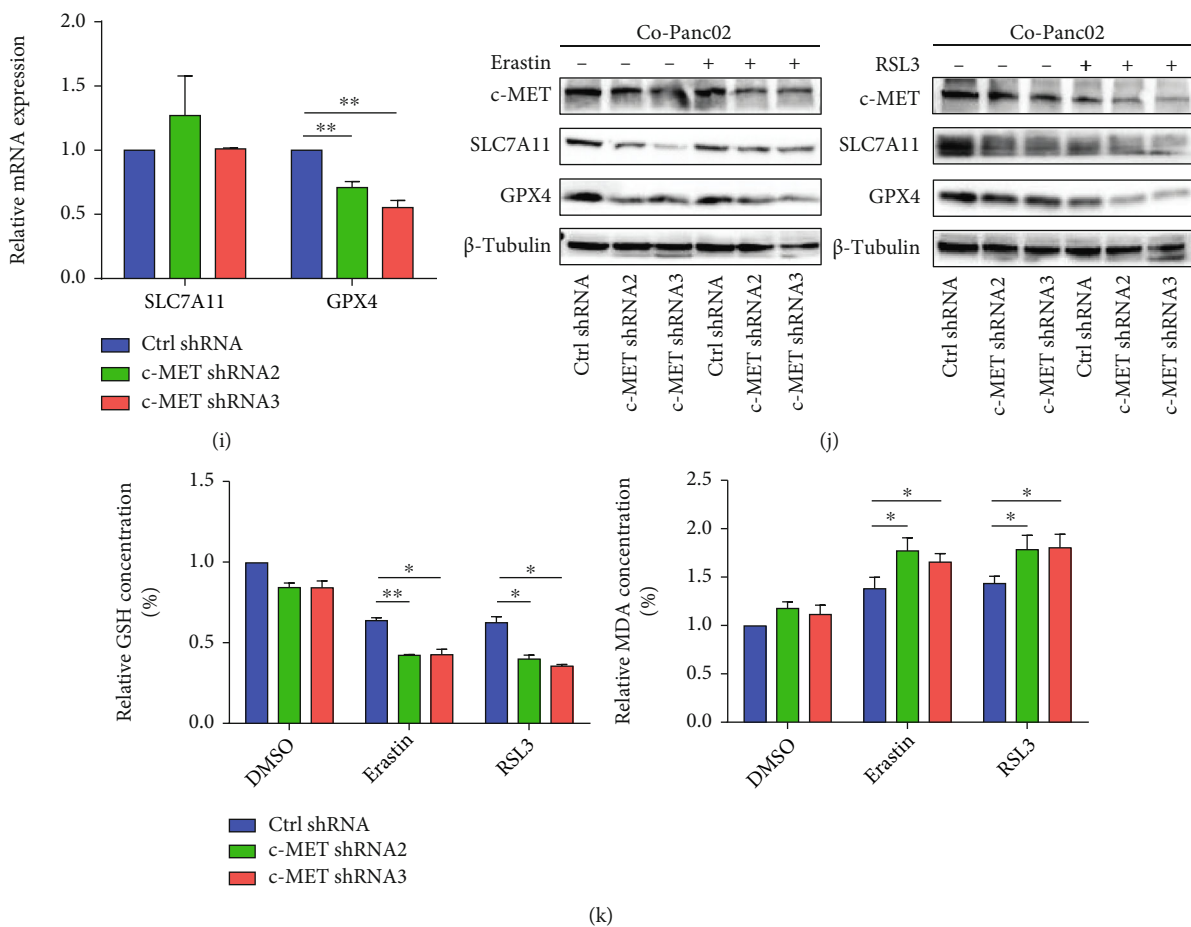 Relative mRNA expression
2.0
1.5
1.0
0.5
0.0
**
**
SLC7A11 GPX4
Ctrl shRNA
c-MET shRNA2
c-MET shRNA3
(i)
Co-Panc02
Erastin – – – + + +
c-MET
SLC7A11
GPX4
β-Tubulin
Ctrl shRNA
c-MET shRNA2
c-MET shRNA3
Ctrl shRNA
c-MET shRNA2
c-MET shRNA3
Co-Panc02
RSL3 – – – + + +
c-MET
SLC7A11
GPX4
β-Tubulin
Ctrl shRNA
c-MET shRNA2
c-MET shRNA3
Ctrl shRNA
c-MET shRNA2
c-MET shRNA3
(j)
Relative GSH concentration
(%)
1.5
1.0
0.5
0.0
*
**
*
*
DMSO
Erastin
RSL3
Relative MDA concentration
(%)
2.5
2.0
1.5
1.0
0.5
0.0
*
*
*
*
DMSO
Erastin
RSL3
Ctrl shRNA
c-MET shRNA2
c-MET shRNA3
(k)